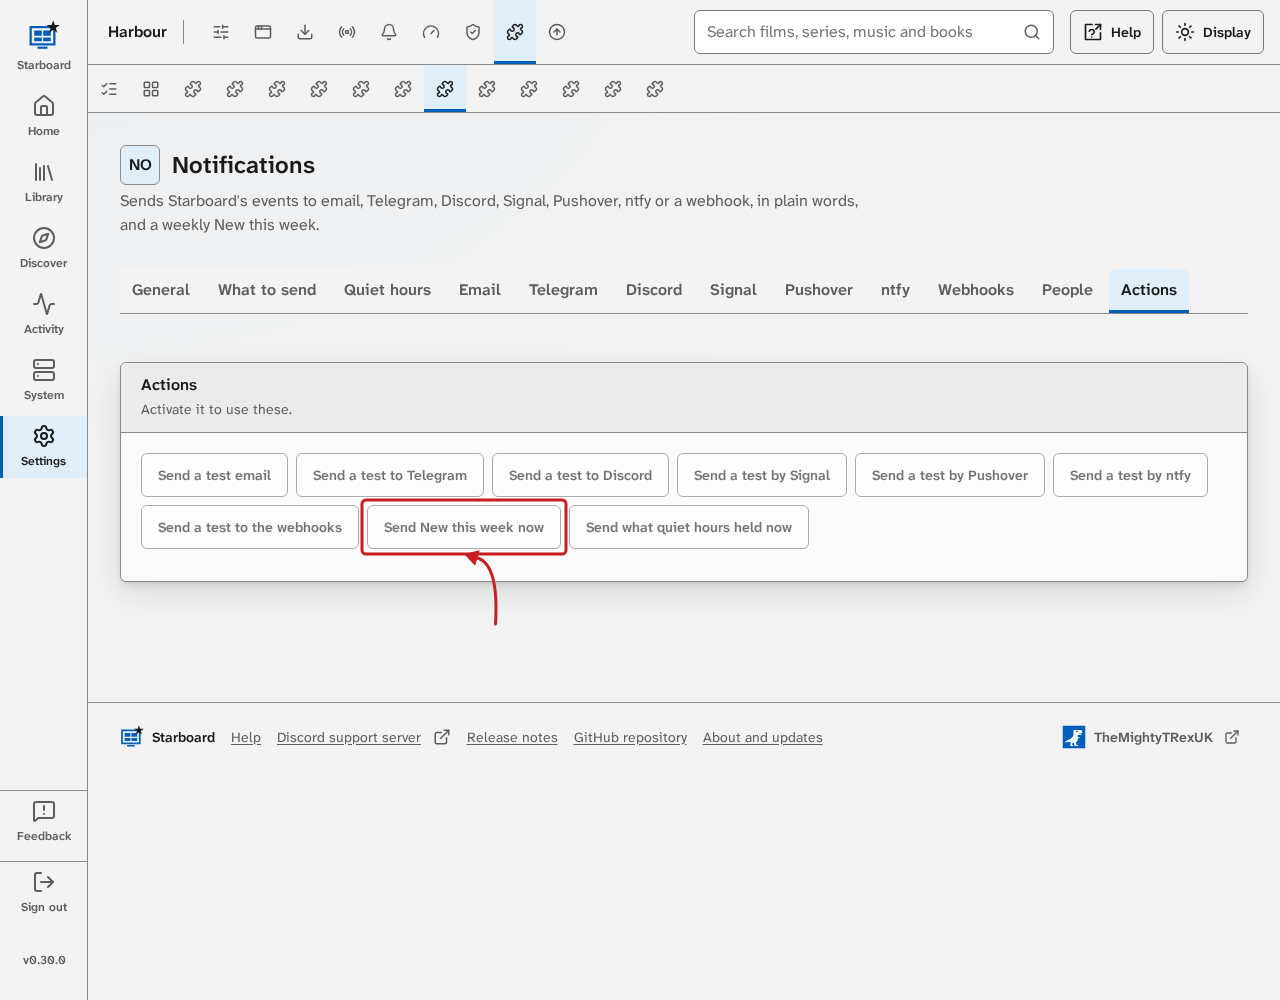 Starboard
Home
Library
Discover
Activity
System
Settings
Feedback
Sign out
v0.30.0
Harbour
Search films, series, music and books
Help
Display
NO
Notifications
Sends Starboard's events to email, Telegram, Discord, Signal, Pushover, ntfy or a webhook, in plain words,
and a weekly New this week.
General What to send Quiet hours Email Telegram Discord Signal Pushover ntfy Webhooks People Actions
Actions
Activate it to use these.
Send a test email Send a test to Telegram Send a test to Discord Send a test by Signal Send a test by Pushover Send a test by ntfy
Send a test to the webhooks Send New this week now Send what quiet hours held now
Starboard Help Discord support server Release notes GitHub repository About and updates TheMightyTRexUK